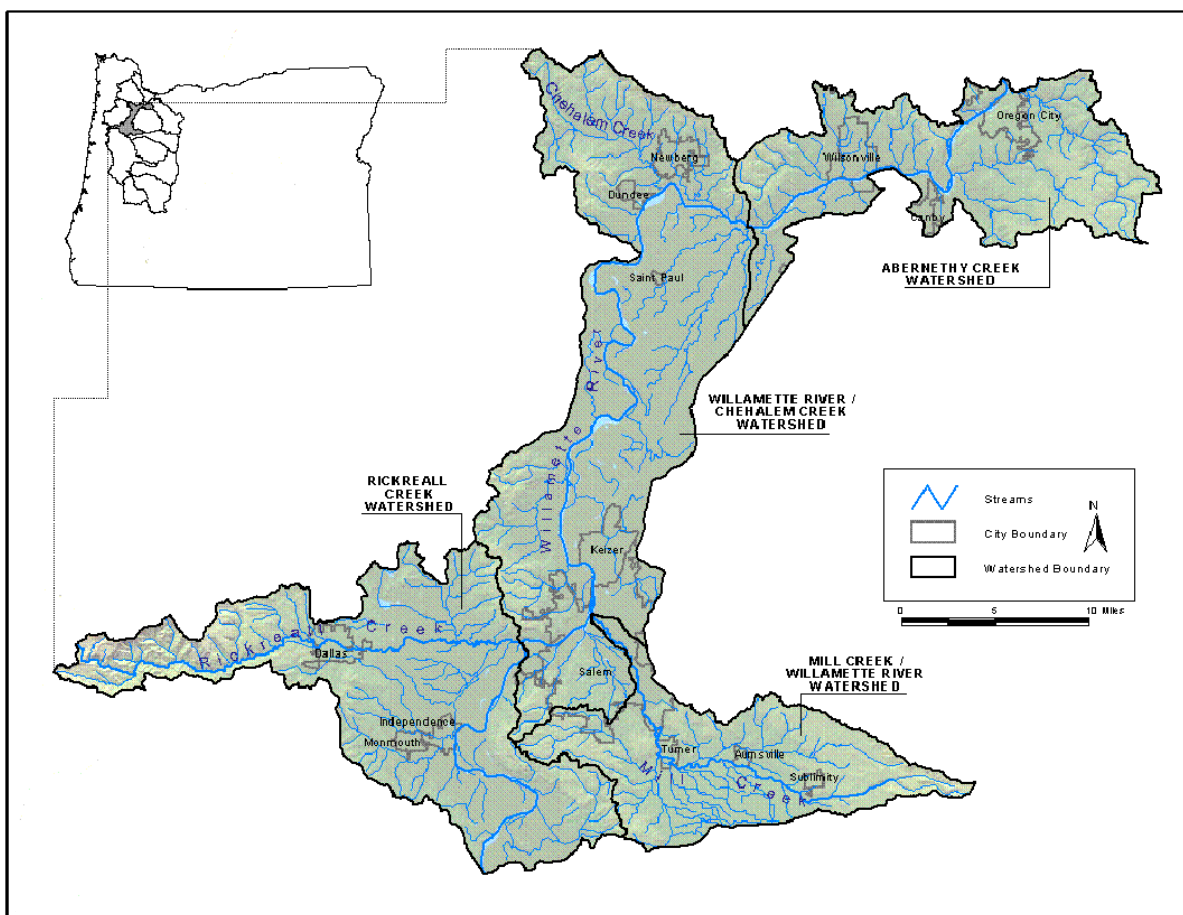 Chehalem Creek
Newberg
Dundee
Wilsonville
Oregon City
Canby
Saint Paul
ABERNETHY CREEK
WATERSHED
Willamette River
WILLAMETTE RIVER /
CHEHALEM CREEK
WATERSHED
RICKREALL
CREEK
WATERSHED
Keizer
Streams
City Boundary
Watershed Boundary
N
0 5 10 Miles
Rickreall Creek
Dallas
Salem
MILL CREEK /
WILLAMETTE RIVER
WATERSHED
Independence
Monmouth
Turner
Aumsville
Sublimity
Mill Creek